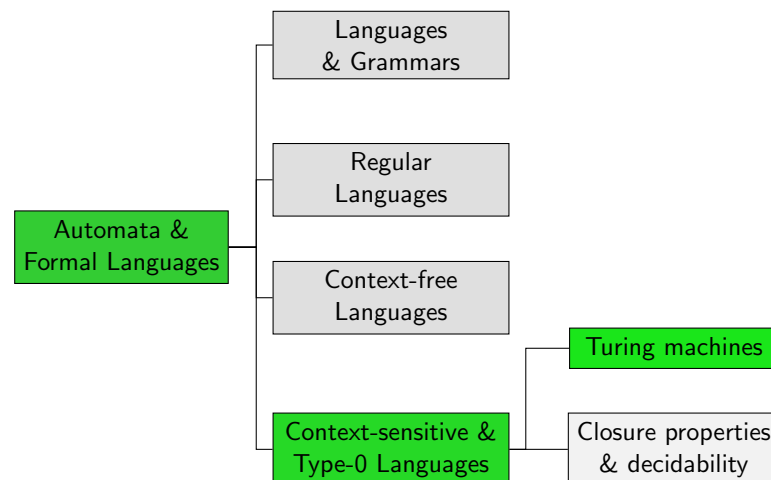 Languages
& Grammars
Regular
Languages
Automata &
Formal Languages
Context-free
Languages
Turing machines
Context-sensitive &
Type-0 Languages
Closure properties
& decidability